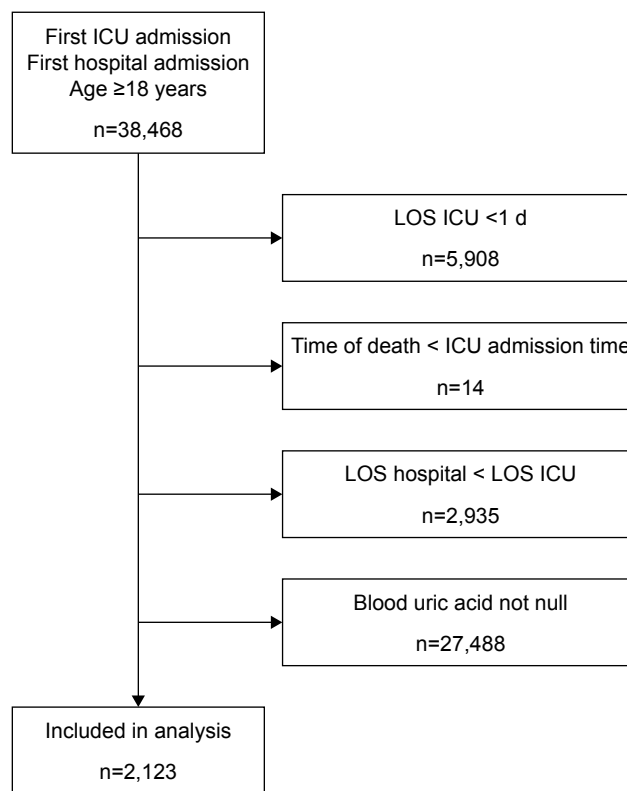 First ICU admission
First hospital admission
Age ≥18 years
n=38,468
LOS ICU <1 d
n=5,908
Time of death < ICU admission time
n=14
LOS hospital < LOS ICU
n=2,935
Blood uric acid not null
n=27,488
Included in analysis
n=2,123